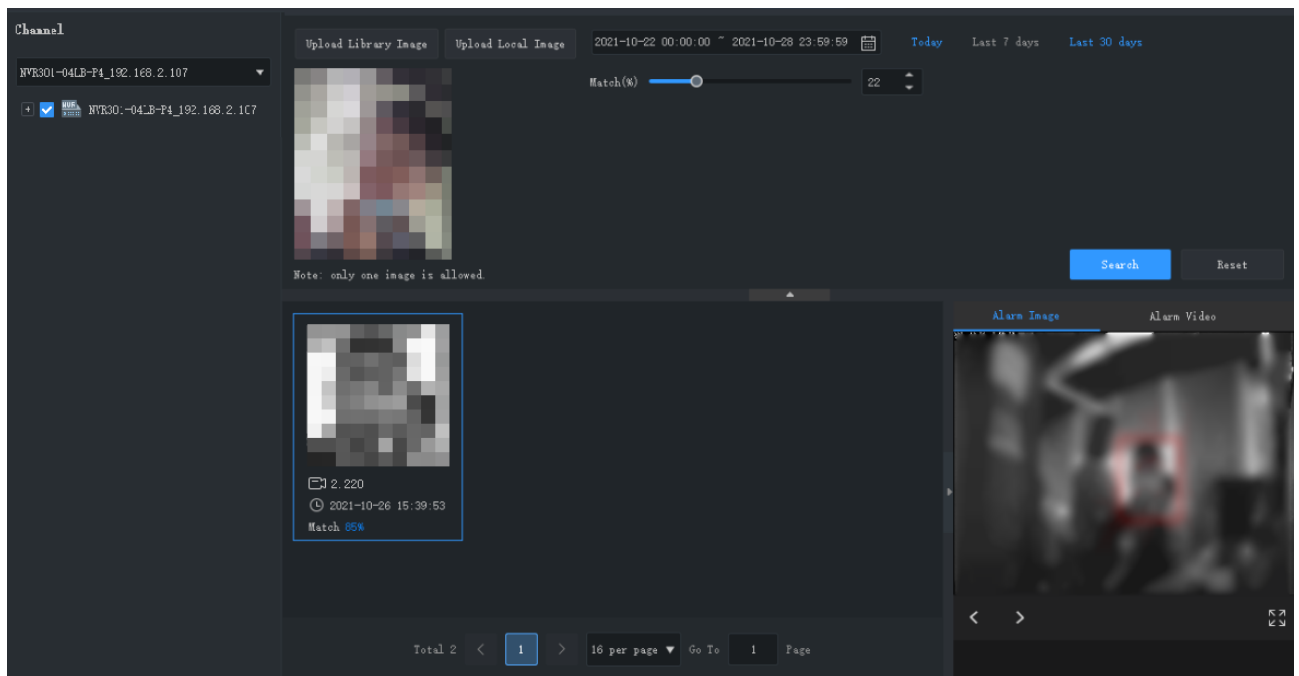 Channel
NVR301-04LB-P4_192.168.2.107
NVR301-04LB-P4_192.168.2.107
Upload Library Image
Upload Local Image
2021-10-22 00:00:00 ~ 2021-10-28 23:59:59
Today
Last 7 days
Last 30 days
Match(%)
22
Note: only one image is allowed.
Search
Reset
2.220
2021-10-26 15:39:53
Match 85%
Alarm Image
Alarm Video
Total 2
1
16 per page
Go To
1
Page